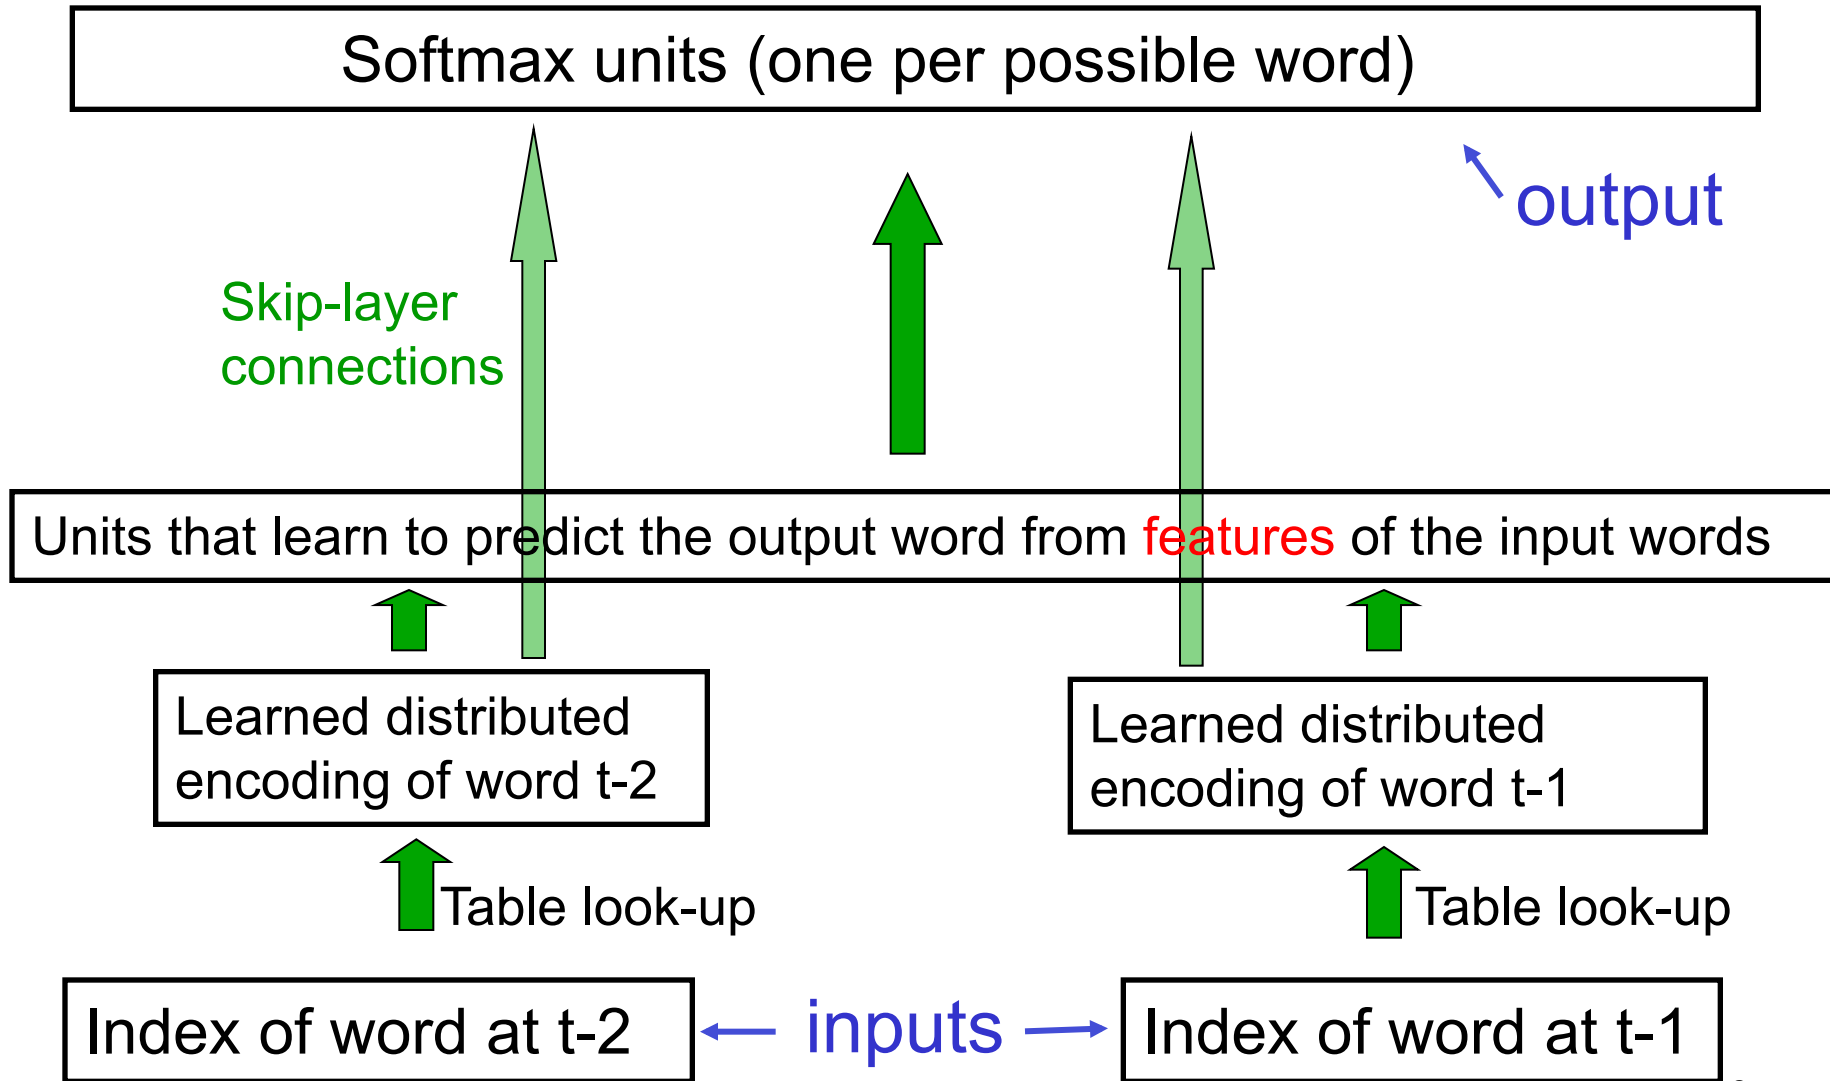 Softmax units (one per possible word)
output
Skip-layer
connections
Units that learn to predict the output word from features of the input words
Learned distributed
encoding of word t-2
Learned distributed
encoding of word t-1
Table look-up
Table look-up
Index of word at t-2
inputs
Index of word at t-1